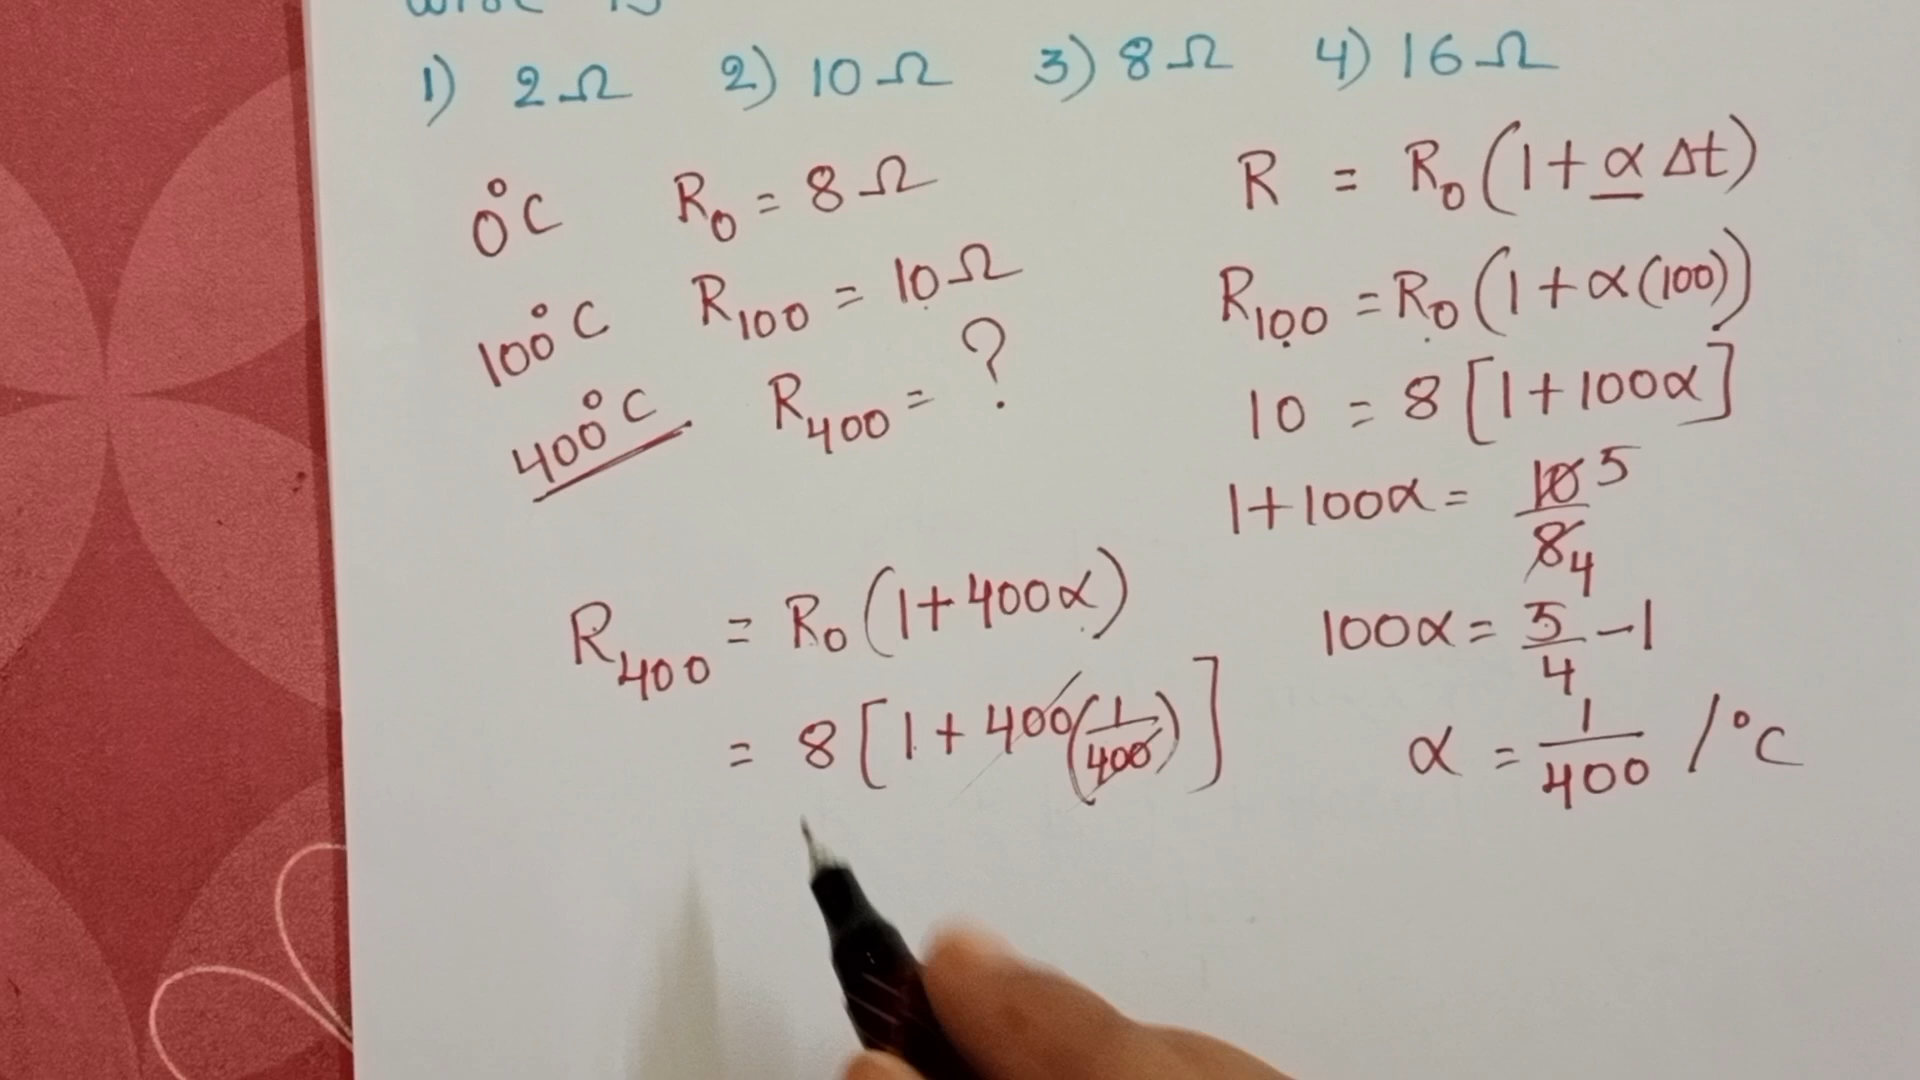 1) 2Ω 2) 10Ω 3) 8Ω 4) 16Ω
0°C R₀ = 8Ω
100°C R₁₀₀ = 10Ω
400°C R₄₀₀ = ?
R₄₀₀ = R₀(1+400α)
= 8[1+400(1/400)]
R = R₀(1+αΔt)
R₁₀₀ = R₀(1+α(100))
10 = 8[1+100α]
1+100α = 10/8 5/4
100α = 5/4 - 1
α = 1/400 /°C